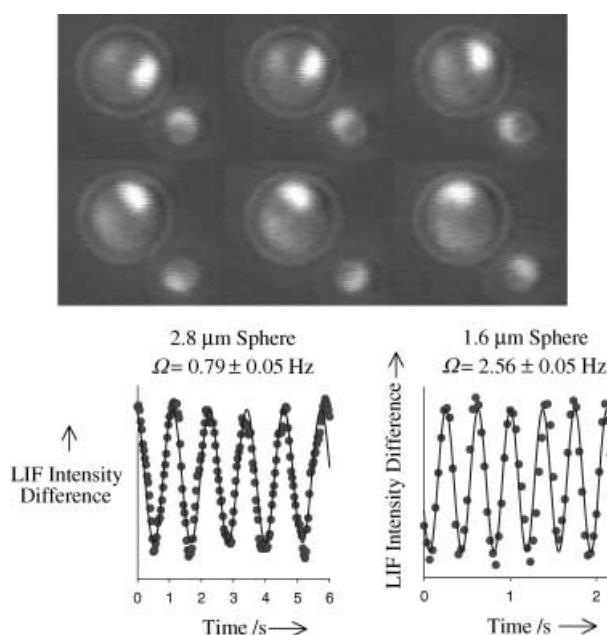 2.8 μm Sphere
Ω= 0.79 ± 0.05 Hz
LIF Intensity
Difference
0 1 2 3 4 5 6
Time /s
1.6 μm Sphere
Ω= 2.56 ± 0.05 Hz
LIF Intensity Difference
0 1 2
Time /s